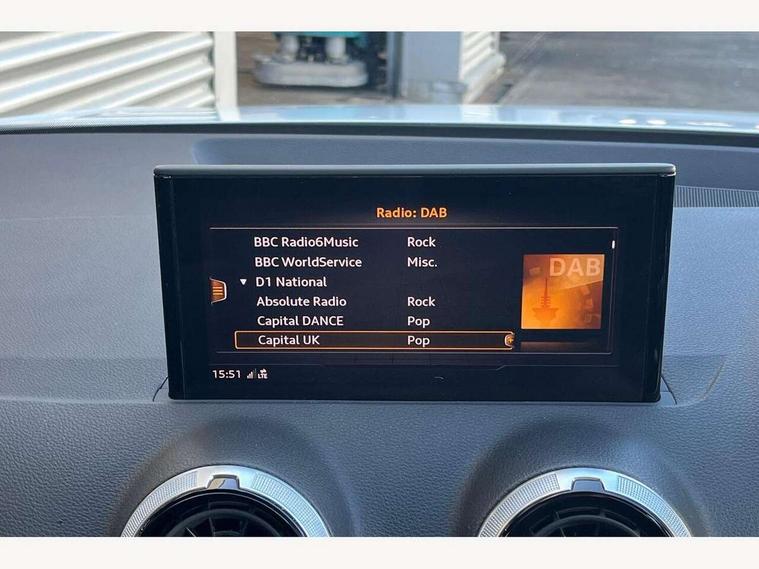 Radio: DAB
BBC Radio6Music Rock
BBC WorldService Misc.
D1 National
Absolute Radio Rock
Capital DANCE Pop
Capital UK Pop
DAB
15:51 LTE